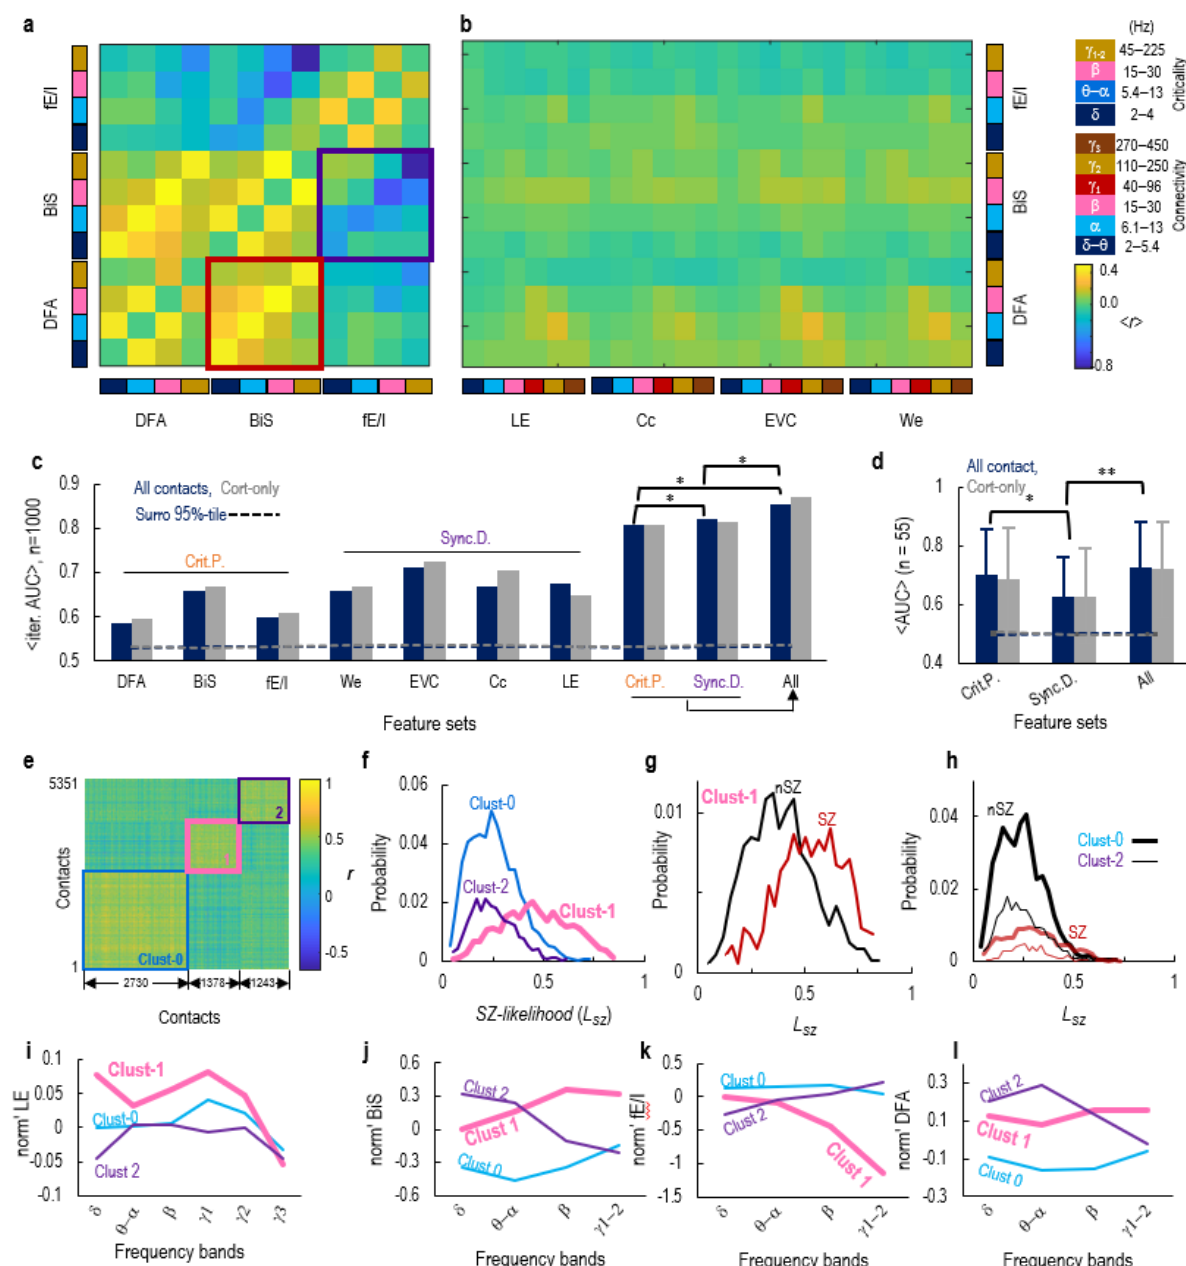 a
b
(Hz)
γ1-2 45–225
β 15–30
θ–α 5.4–13
δ 2–4
Criticality
γ3 270–450
γ2 110–250
γ1 40–96
β 15–30
α 6.1–13
δ–θ 2–5.4
Connectivity
0.4
0.0
<r>
-0.8
fE/I
BiS
DFA
fE/I
BiS
DFA
DFA BiS fE/I
LE Cc EVC We
c
<iter. AUC>, n=1000
0.9
0.8
0.7
0.6
0.5
All contacts, Cort-only
Surro 95%-tile
Crit.P.
Sync.D.
*
*
*
DFA BiS fE/I We EVC Cc LE Crit.P. Sync.D. All
Feature sets
d
<AUC> (n = 55)
1
0.8
0.6
0.4
All contact,
Cort-only
*
**
Crit.P. Sync.D. All
Feature sets
e
5351
Contacts
1
2
1
Clust-0
2730 1378 1243
Contacts
1
0.5
r
0
-0.5
f
Probability
0.06
0.04
0.02
0
Clust-0
Clust-2
Clust-1
0 0.5 1
SZ-likelihood (LSZ)
g
Probability
0.01
0
Clust-1
nSZ
SZ
0 0.5 1
LSZ
h
Probability
0.04
0.02
0
nSZ
SZ
Clust-0
Clust-2
0 0.5 1
LSZ
i
norm' LE
0.1
0.05
0
-0.05
-0.1
Clust-1
Clust-0
Clust 2
δ θ–α β γ1 γ2 γ3
Frequency bands
j
norm' BiS
0.6
0.3
0
-0.3
-0.6
Clust 2
Clust 1
Clust 0
δ θ–α β γ1–2
Frequency bands
k
norm' fE/I
0.5
0
-0.5
-1
-1.5
Clust 0
Clust 2
Clust 1
δ θ–α β γ1–2
Frequency bands
l
norm' DFA
0.3
0.1
-0.1
-0.3
Clust 2
Clust 1
Clust 0
δ θ–α β γ1–2
Frequency bands